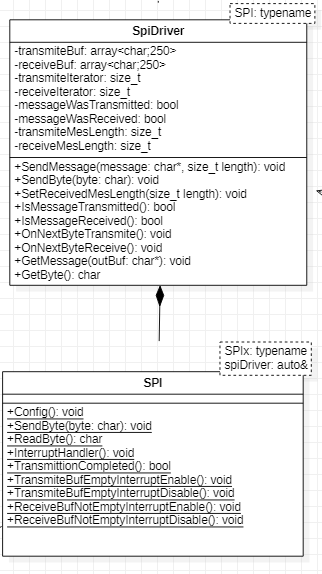 SPI: typename
SpiDriver
-transmiteBuf: array<char;250>
-receiveBuf: array<char;250>
-transmiteIterator: size_t
-receiveIterator: size_t
-messageWasTransmitted: bool
-messageWasReceived: bool
-transmiteMesLength: size_t
-receiveMesLength: size_t
+SendMessage(message: char*, size_t length): void
+SendByte(byte: char): void
+SetReceivedMesLength(size_t length): void
+IsMessageTransmitted(): bool
+IsMessageReceived(): bool
+OnNextByteTransmite(): void
+OnNextByteReceive(): void
+GetMessage(outBuf: char*): void
+GetByte(): char
SPIx: typename
spiDriver: auto&
SPI
+Config(): void
+SendByte(byte: char): void
+ReadByte(): char
+InterruptHandler(): void
+TransmittionCompleted(): bool
+TransmiteBufEmptyInterruptEnable(): void
+TransmiteBufEmptyInterruptDisable(): void
+ReceiveBufNotEmptyInterruptEnable(): void
+ReceiveBufNotEmptyInterruptDisable(): void